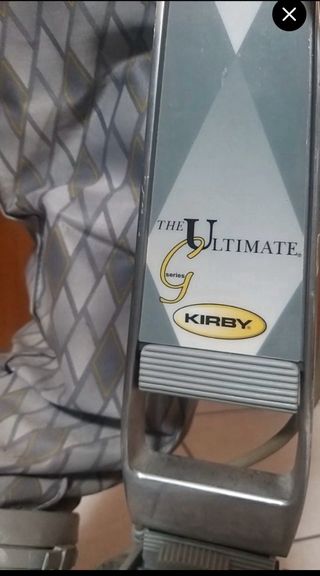 THE ULTIMATE®
G series
KIRBY®